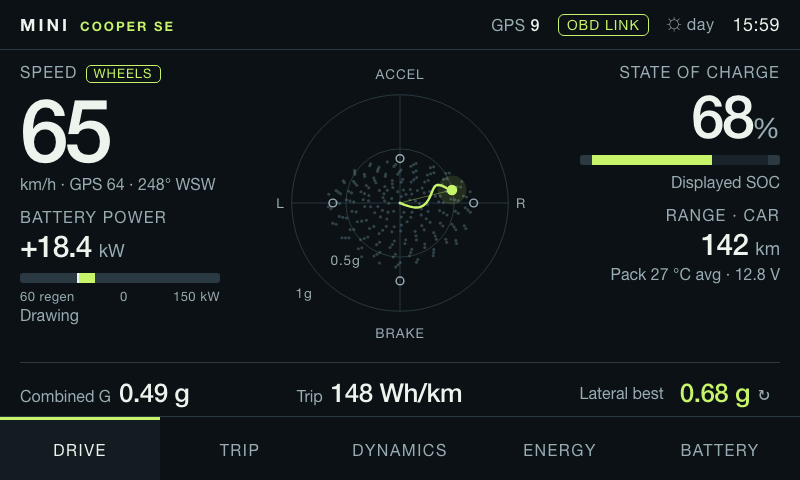 MINI COOPER SE
GPS 9 OBD LINK day 15:59
SPEED WHEELS
65
km/h · GPS 64 · 248° WSW
BATTERY POWER
+18.4 kW
60 regen 0 150 kW
Drawing
ACCEL
L
R
0.5g
1g
BRAKE
STATE OF CHARGE
68%
Displayed SOC
RANGE · CAR
142 km
Pack 27 °C avg · 12.8 V
Combined G 0.49 g
Trip 148 Wh/km
Lateral best 0.68 g ↻
DRIVE TRIP DYNAMICS ENERGY BATTERY